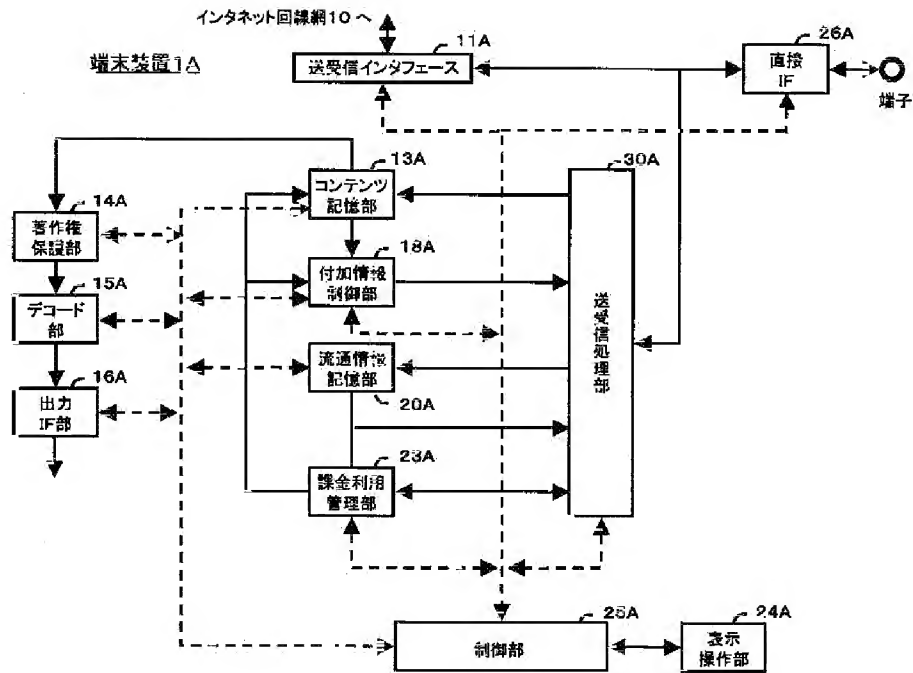 インタネット回線網10 へ
端末装置1A
11A
送受信インタフェース
26A
直接
IF
端子
13A
コンテンツ
記憶部
30A
送受信処理部
14A
著作権
保護部
18A
付加情報
制御部
15A
デコード
部
流通情報
記憶部
20A
16A
出力
IF部
23A
課金利用
管理部
25A
制御部
24A
表示
操作部